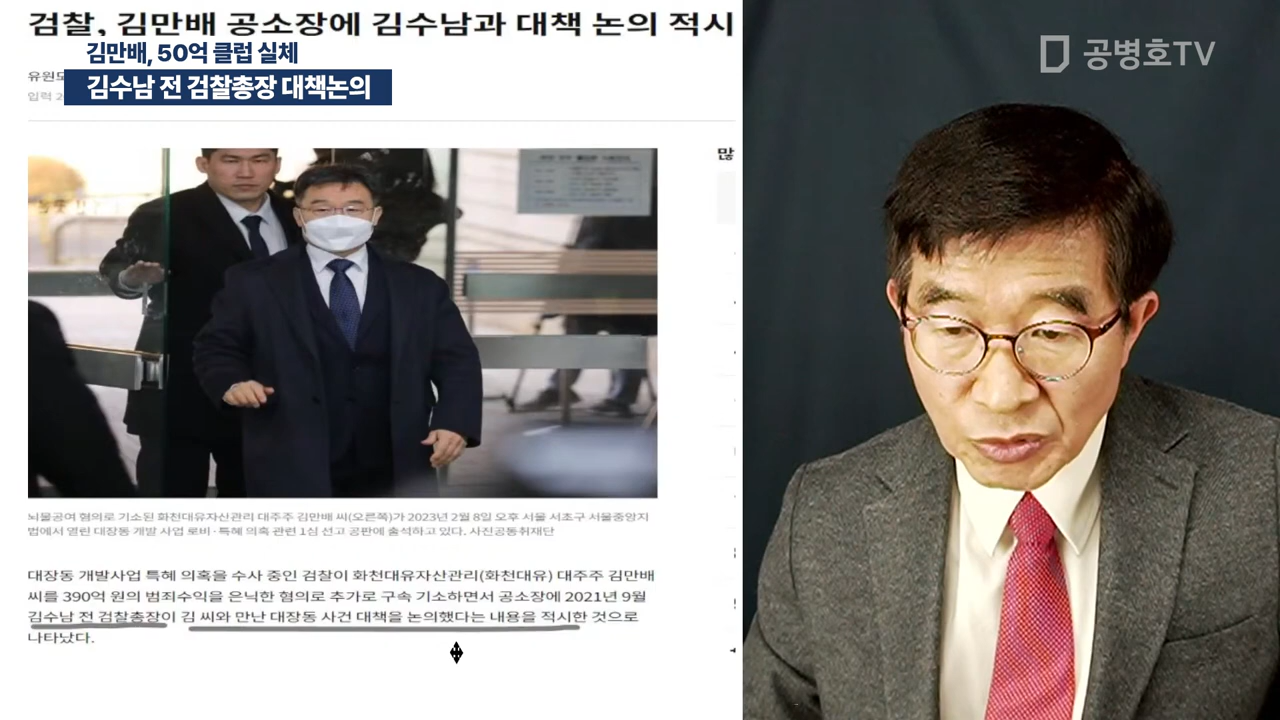 검찰, 김만배 공소장에 김수남과 대책 논의 적시
김만배, 50억 클럽 실체
김수남 전 검찰총장 대책논의
유원모
입력 2
공병호TV
많
뇌물공여 혐의로 기소된 화천대유자산관리 대주주 김만배 씨(오른쪽)가 2023년 2월 8일 오후 서울 서초구 서울중앙지
법에서 열린 대장동 개발 사업 로비·특혜 의혹 관련 1심 선고 공판에 출석하고 있다. 사진공동취재단
대장동 개발사업 특혜 의혹을 수사 중인 검찰이 화천대유자산관리(화천대유) 대주주 김만배
씨를 390억 원의 범죄수익을 은닉한 혐의로 추가로 구속 기소하면서 공소장에 2021년 9월
김수남 전 검찰총장이 김 씨와 만난 대장동 사건 대책을 논의했다는 내용을 적시한 것으로
나타났다.